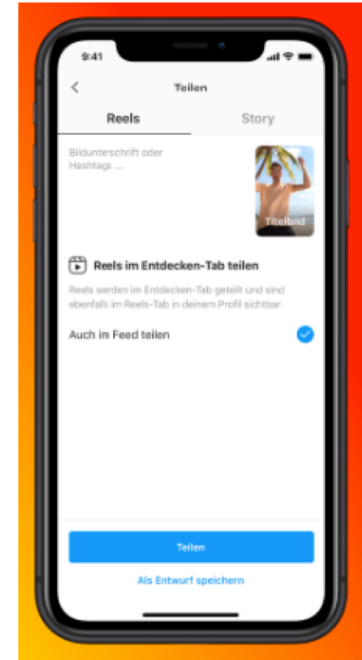 9:41
Teilen
Reels Story
Bildunterschrift oder
Hashtags ...
Titelbild
Reels im Entdecken-Tab teilen
Reels werden im Entdecken-Tab geteilt und sind
ebenfalls im Reels-Tab in deinem Profil sichtbar.
Auch im Feed teilen
Teilen
Als Entwurf speichern